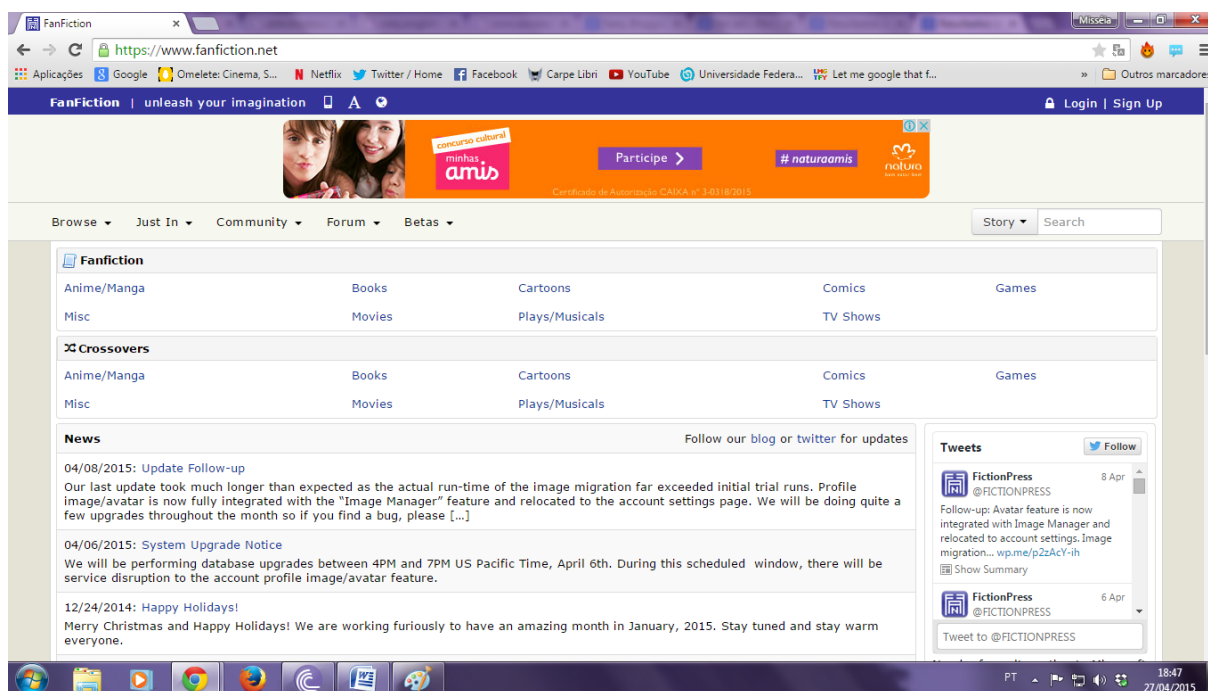 FanFiction
Misseia
https://www.fanfiction.net
Aplicações Google Omelete: Cinema, S... Netflix Twitter / Home Facebook Carpe Libri YouTube Universidade Federa... Let me google that f... » Outros marcadores
FanFiction | unleash your imagination A Login | Sign Up
concurso cultural
minhas
amis
Participe
# naturaamis
natura
Certificado de Autorização CAIXA nº 3-0318/2015
Browse Just In Community Forum Betas Story Search
Fanfiction
Anime/Manga Books Cartoons Comics Games
Misc Movies Plays/Musicals TV Shows
Crossovers
Anime/Manga Books Cartoons Comics Games
Misc Movies Plays/Musicals TV Shows
News Follow our blog or twitter for updates
04/08/2015: Update Follow-up
Our last update took much longer than expected as the actual run-time of the image migration far exceeded initial trial runs. Profile
image/avatar is now fully integrated with the “Image Manager” feature and relocated to the account settings page. We will be doing quite a
few upgrades throughout the month so if you find a bug, please […]
04/06/2015: System Upgrade Notice
We will be performing database upgrades between 4PM and 7PM US Pacific Time, April 6th. During this scheduled window, there will be
service disruption to the account profile image/avatar feature.
12/24/2014: Happy Holidays!
Merry Christmas and Happy Holidays! We are working furiously to have an amazing month in January, 2015. Stay tuned and stay warm
everyone.
Tweets Follow
FictionPress 8 Apr
@FICTIONPRESS
Follow-up: Avatar feature is now
integrated with Image Manager and
relocated to account settings. Image
migration... wp.me/p2zAcY-ih
Show Summary
FictionPress 6 Apr
@FICTIONPRESS
Tweet to @FICTIONPRESS
PT 18:47
27/04/2015